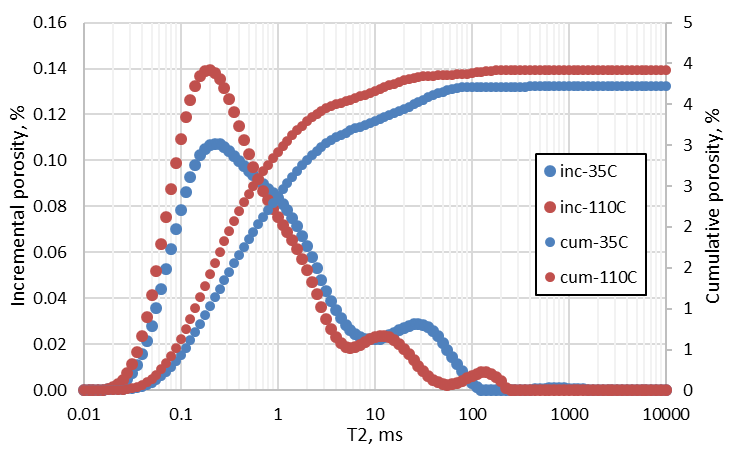 0.16
0.14
0.12
0.10
0.08
0.06
0.04
0.02
0.00
Incremental porosity, %
5
4
4
3
3
2
2
1
1
0
Cumulative porosity, %
inc-35C
inc-110C
cum-35C
cum-110C
0.01 0.1 1 10 100 1000 10000
T2, ms